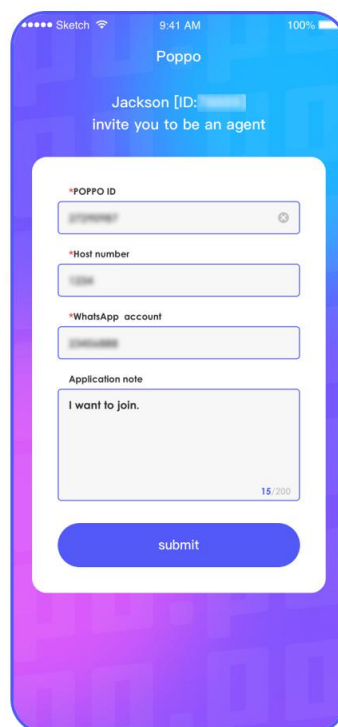 Sketch 9:41 AM 100%
Poppo
Jackson [ID: ]
invite you to be an agent
*POPPO ID
*Host number
*WhatsApp account
Application note
I want to join.
15/200
submit